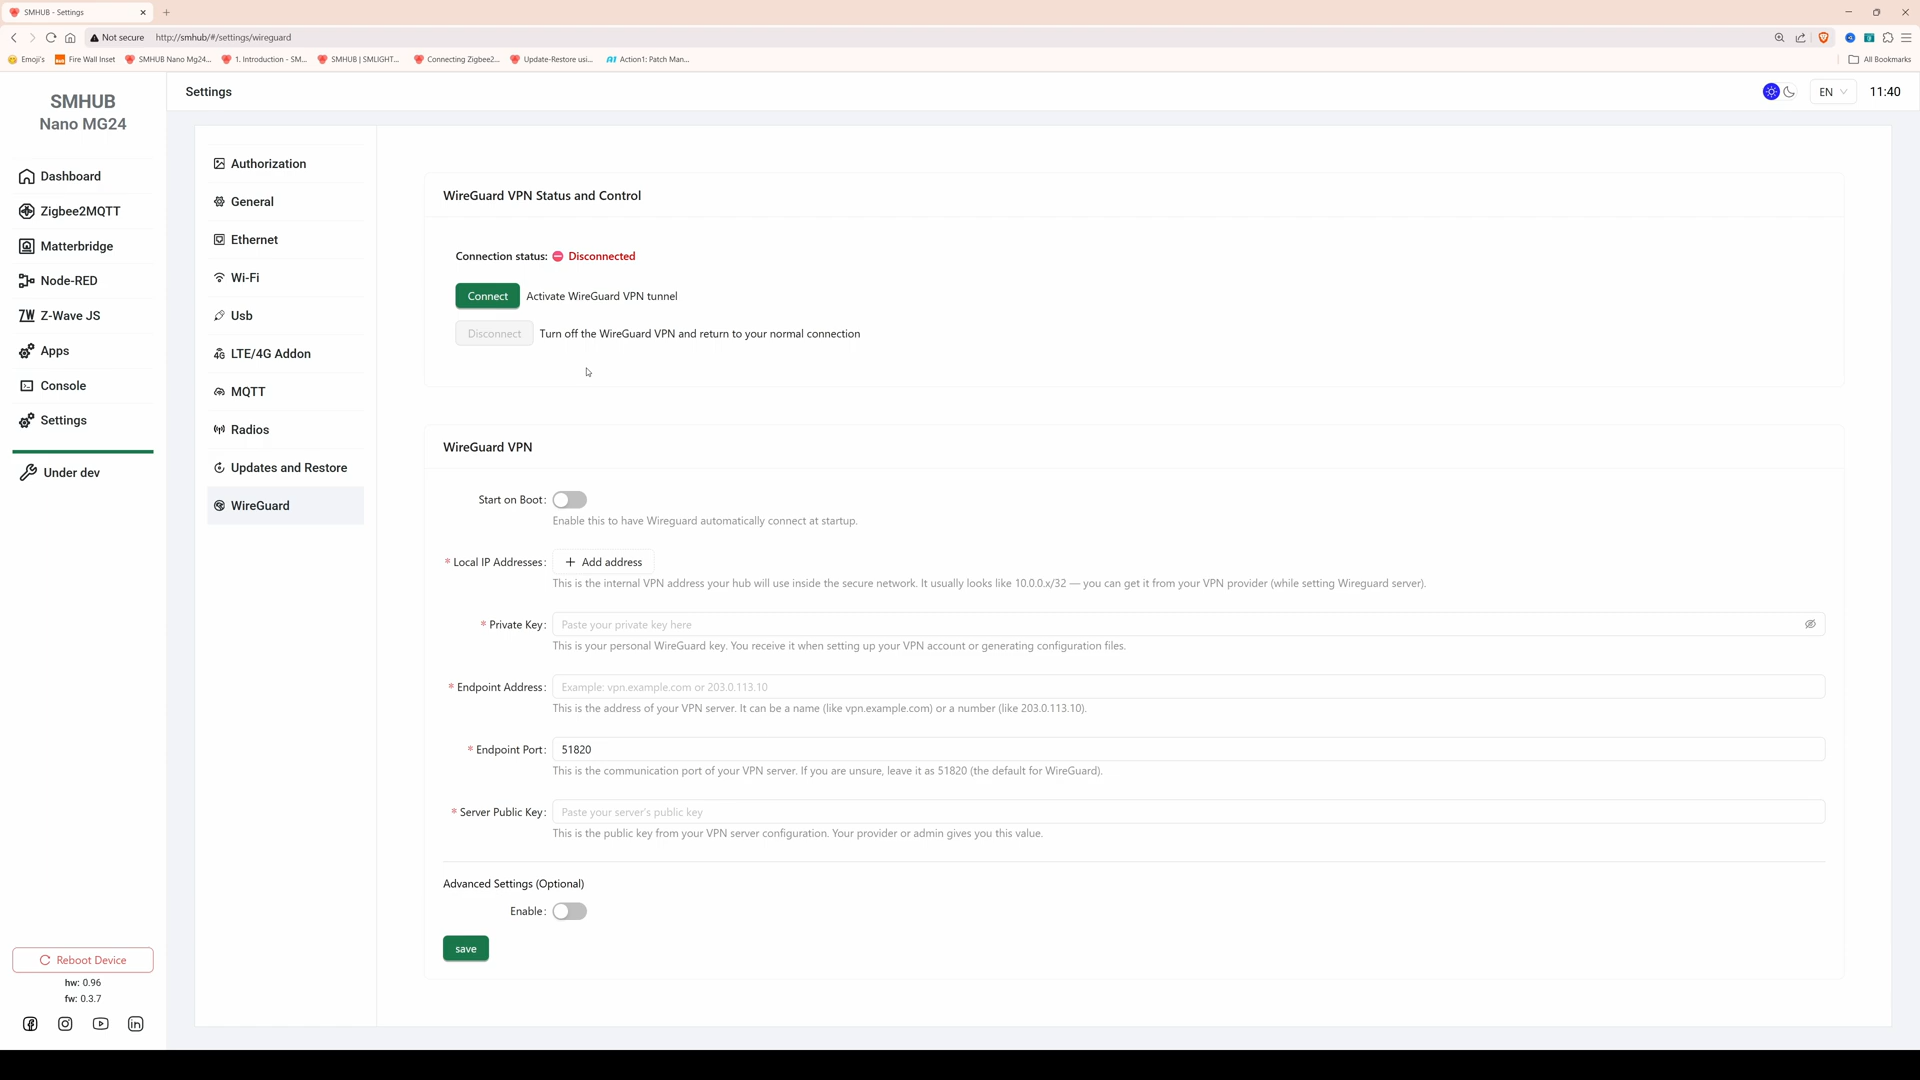 SMHUB - Settings
Not secure
http://smhub/#/settings/wireguard
Emoji's
Fire Wall Inset
SMHUB Nano Mg24...
1. Introduction - SM...
SMHUB | SMLIGHT...
Connecting Zigbee2...
Update-Restore usi...
Action1: Patch Man...
All Bookmarks
SMHUB
Nano MG24
Settings
EN
11:40
Dashboard
Zigbee2MQTT
Matterbridge
Node-RED
Z-Wave JS
Apps
Console
Settings
Under dev
Reboot Device
hw: 0.96
fw: 0.3.7
Authorization
General
Ethernet
Wi-Fi
Usb
LTE/4G Addon
MQTT
Radios
Updates and Restore
WireGuard
WireGuard VPN Status and Control
Connection status: Disconnected
Connect Activate WireGuard VPN tunnel
Disconnect Turn off the WireGuard VPN and return to your normal connection
WireGuard VPN
Start on Boot:
Enable this to have Wireguard automatically connect at startup.
* Local IP Addresses: + Add address
This is the internal VPN address your hub will use inside the secure network. It usually looks like 10.0.0.x/32 — you can get it from your VPN provider (while setting Wireguard server).
* Private Key: Paste your private key here
This is your personal WireGuard key. You receive it when setting up your VPN account or generating configuration files.
* Endpoint Address: Example: vpn.example.com or 203.0.113.10
This is the address of your VPN server. It can be a name (like vpn.example.com) or a number (like 203.0.113.10).
* Endpoint Port: 51820
This is the communication port of your VPN server. If you are unsure, leave it as 51820 (the default for WireGuard).
* Server Public Key: Paste your server's public key
This is the public key from your VPN server configuration. Your provider or admin gives you this value.
Advanced Settings (Optional)
Enable:
save